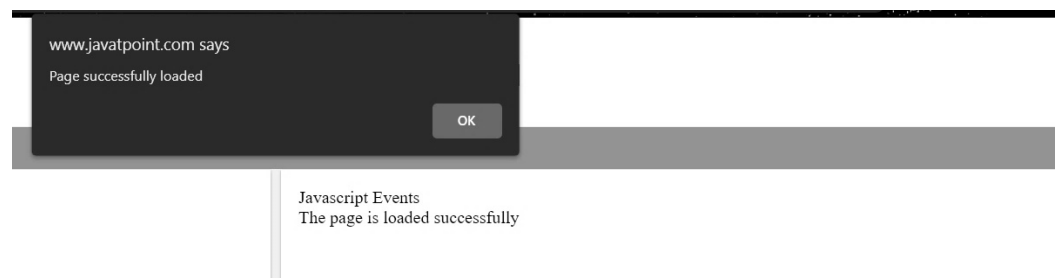 www.javatpoint.com says
Page successfully loaded
OK
Javascript Events
The page is loaded successfully